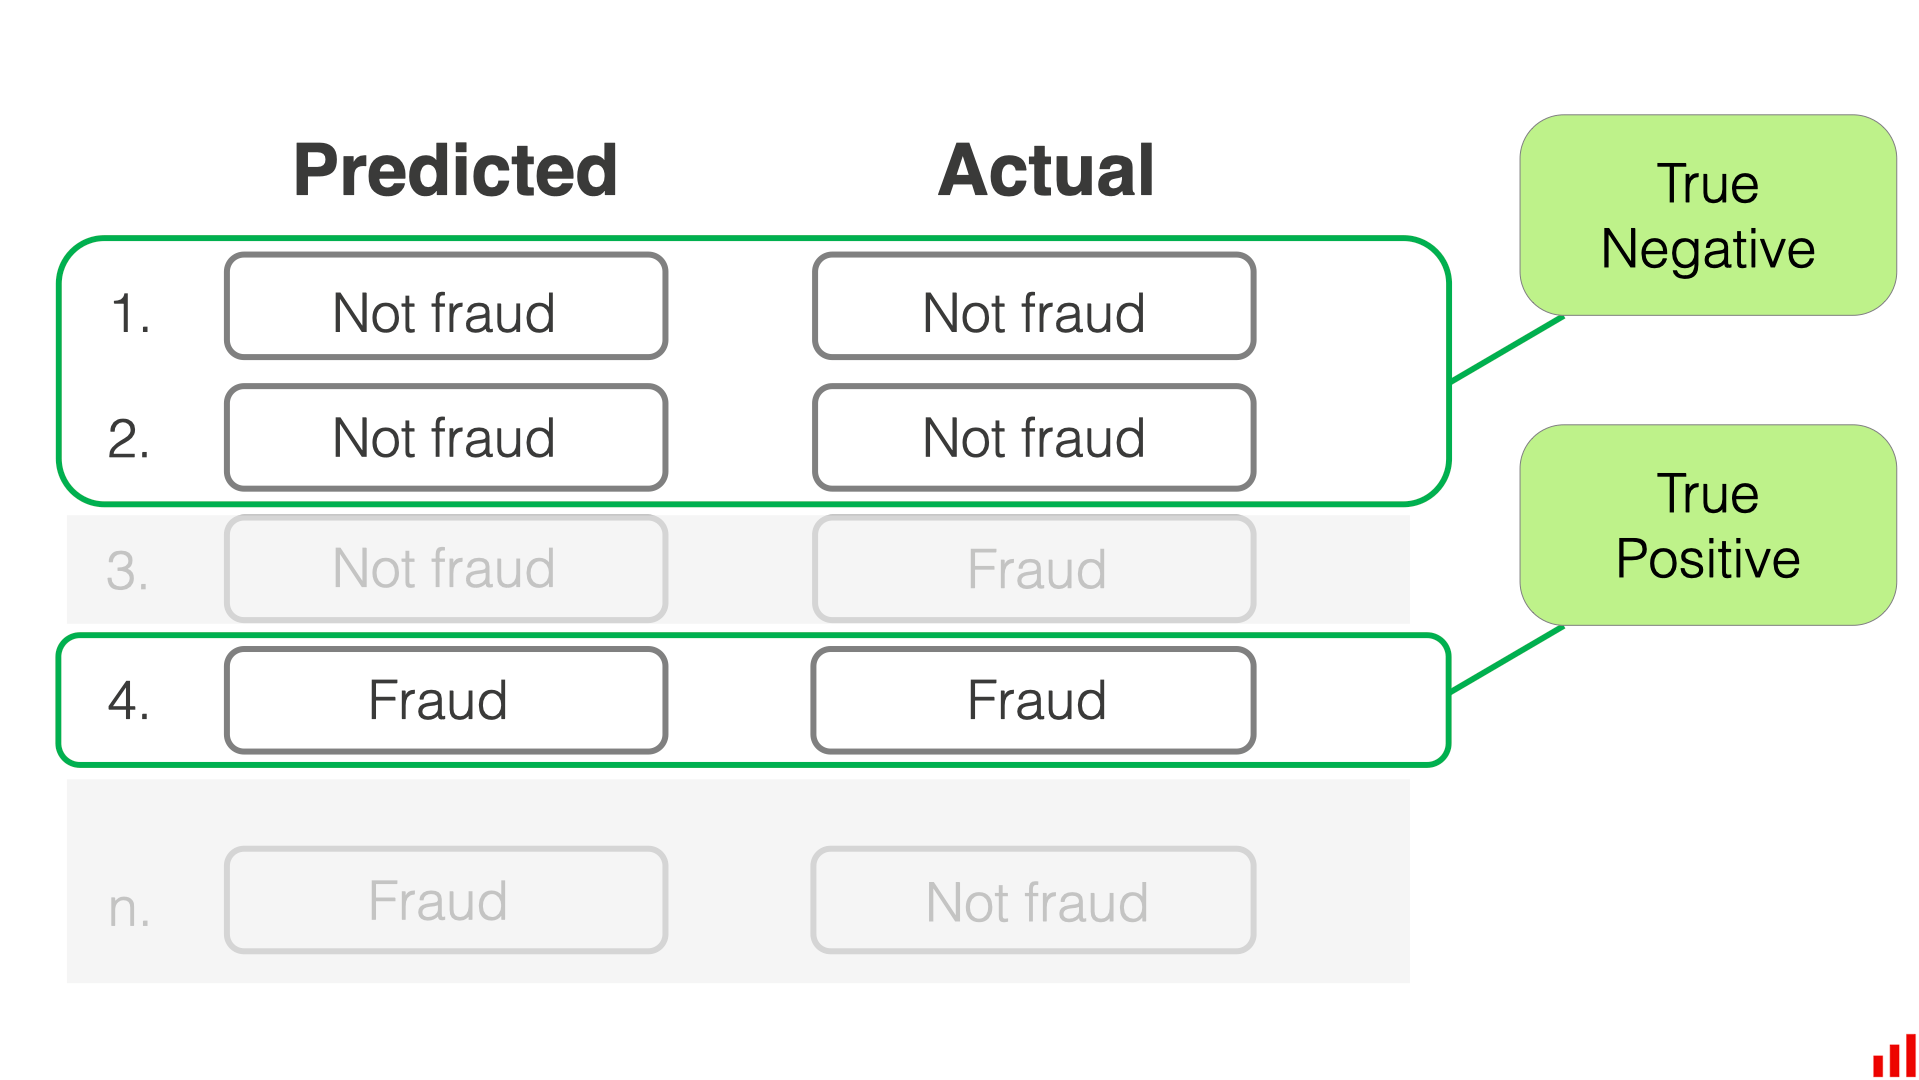 Predicted Actual
True
Negative
1. Not fraud Not fraud
2. Not fraud Not fraud
True
Positive
3. Not fraud Fraud
4. Fraud Fraud
n. Fraud Not fraud